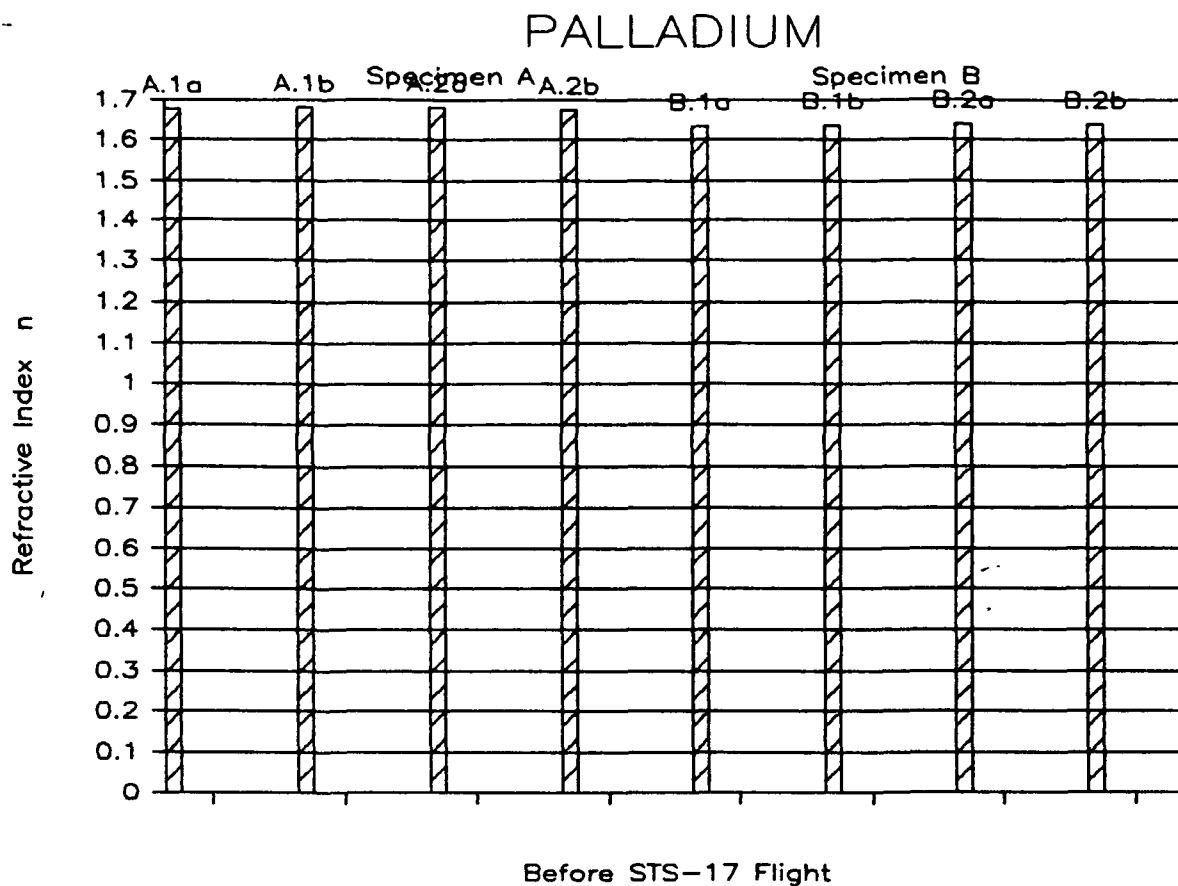 PALLADIUM
Specimen A
Specimen B
A.1a
A.1b
A.2a
A.2b
B.1a
B.1b
B.2a
B.2b
1.7
1.6
1.5
1.4
1.3
1.2
1.1
1
0.9
0.8
0.7
0.6
0.5
0.4
0.3
0.2
0.1
0
Refractive Index n
Before STS-17 Flight